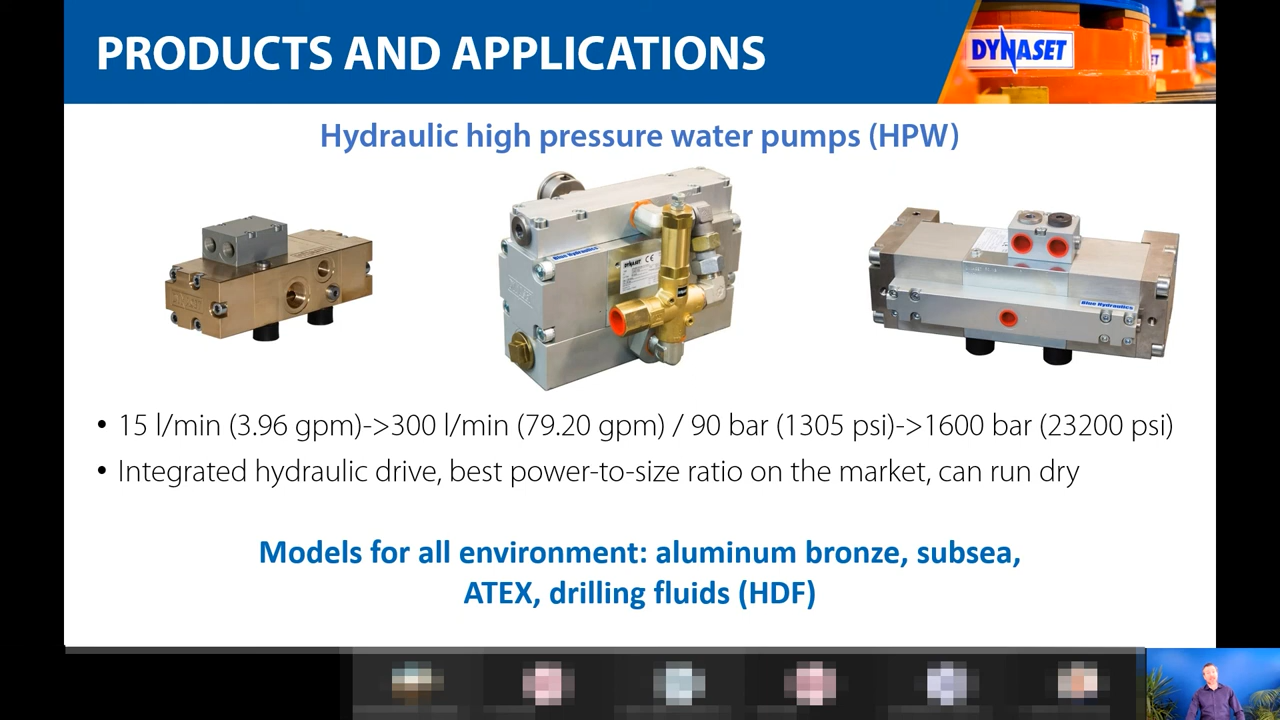 PRODUCTS AND APPLICATIONS
DYNASET
Hydraulic high pressure water pumps (HPW)
Blue Hydraulics
DYNASET
CE
Blue Hydraulics
• 15 l/min (3.96 gpm)->300 l/min (79.20 gpm) / 90 bar (1305 psi)->1600 bar (23200 psi)
• Integrated hydraulic drive, best power-to-size ratio on the market, can run dry
Models for all environment: aluminum bronze, subsea,
ATEX, drilling fluids (HDF)